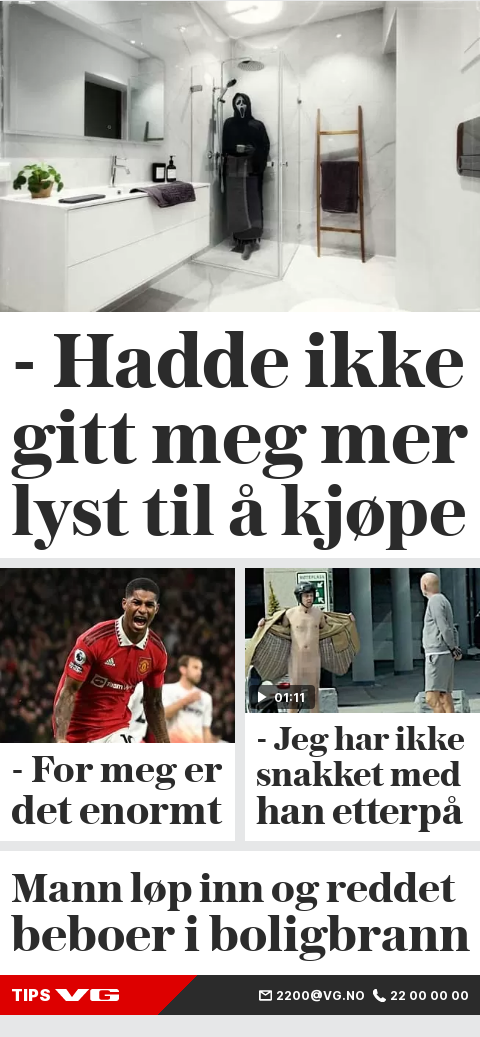 - Hadde ikke
gitt meg mer
lyst til å kjøpe
MØTEPLASS
01:11
- For meg er
det enormt
- Jeg har ikke
snakket med
han etterpå
Mann løp inn og reddet
beboer i boligbrann
TIPS VG
2200@VG.NO 22 00 00 00